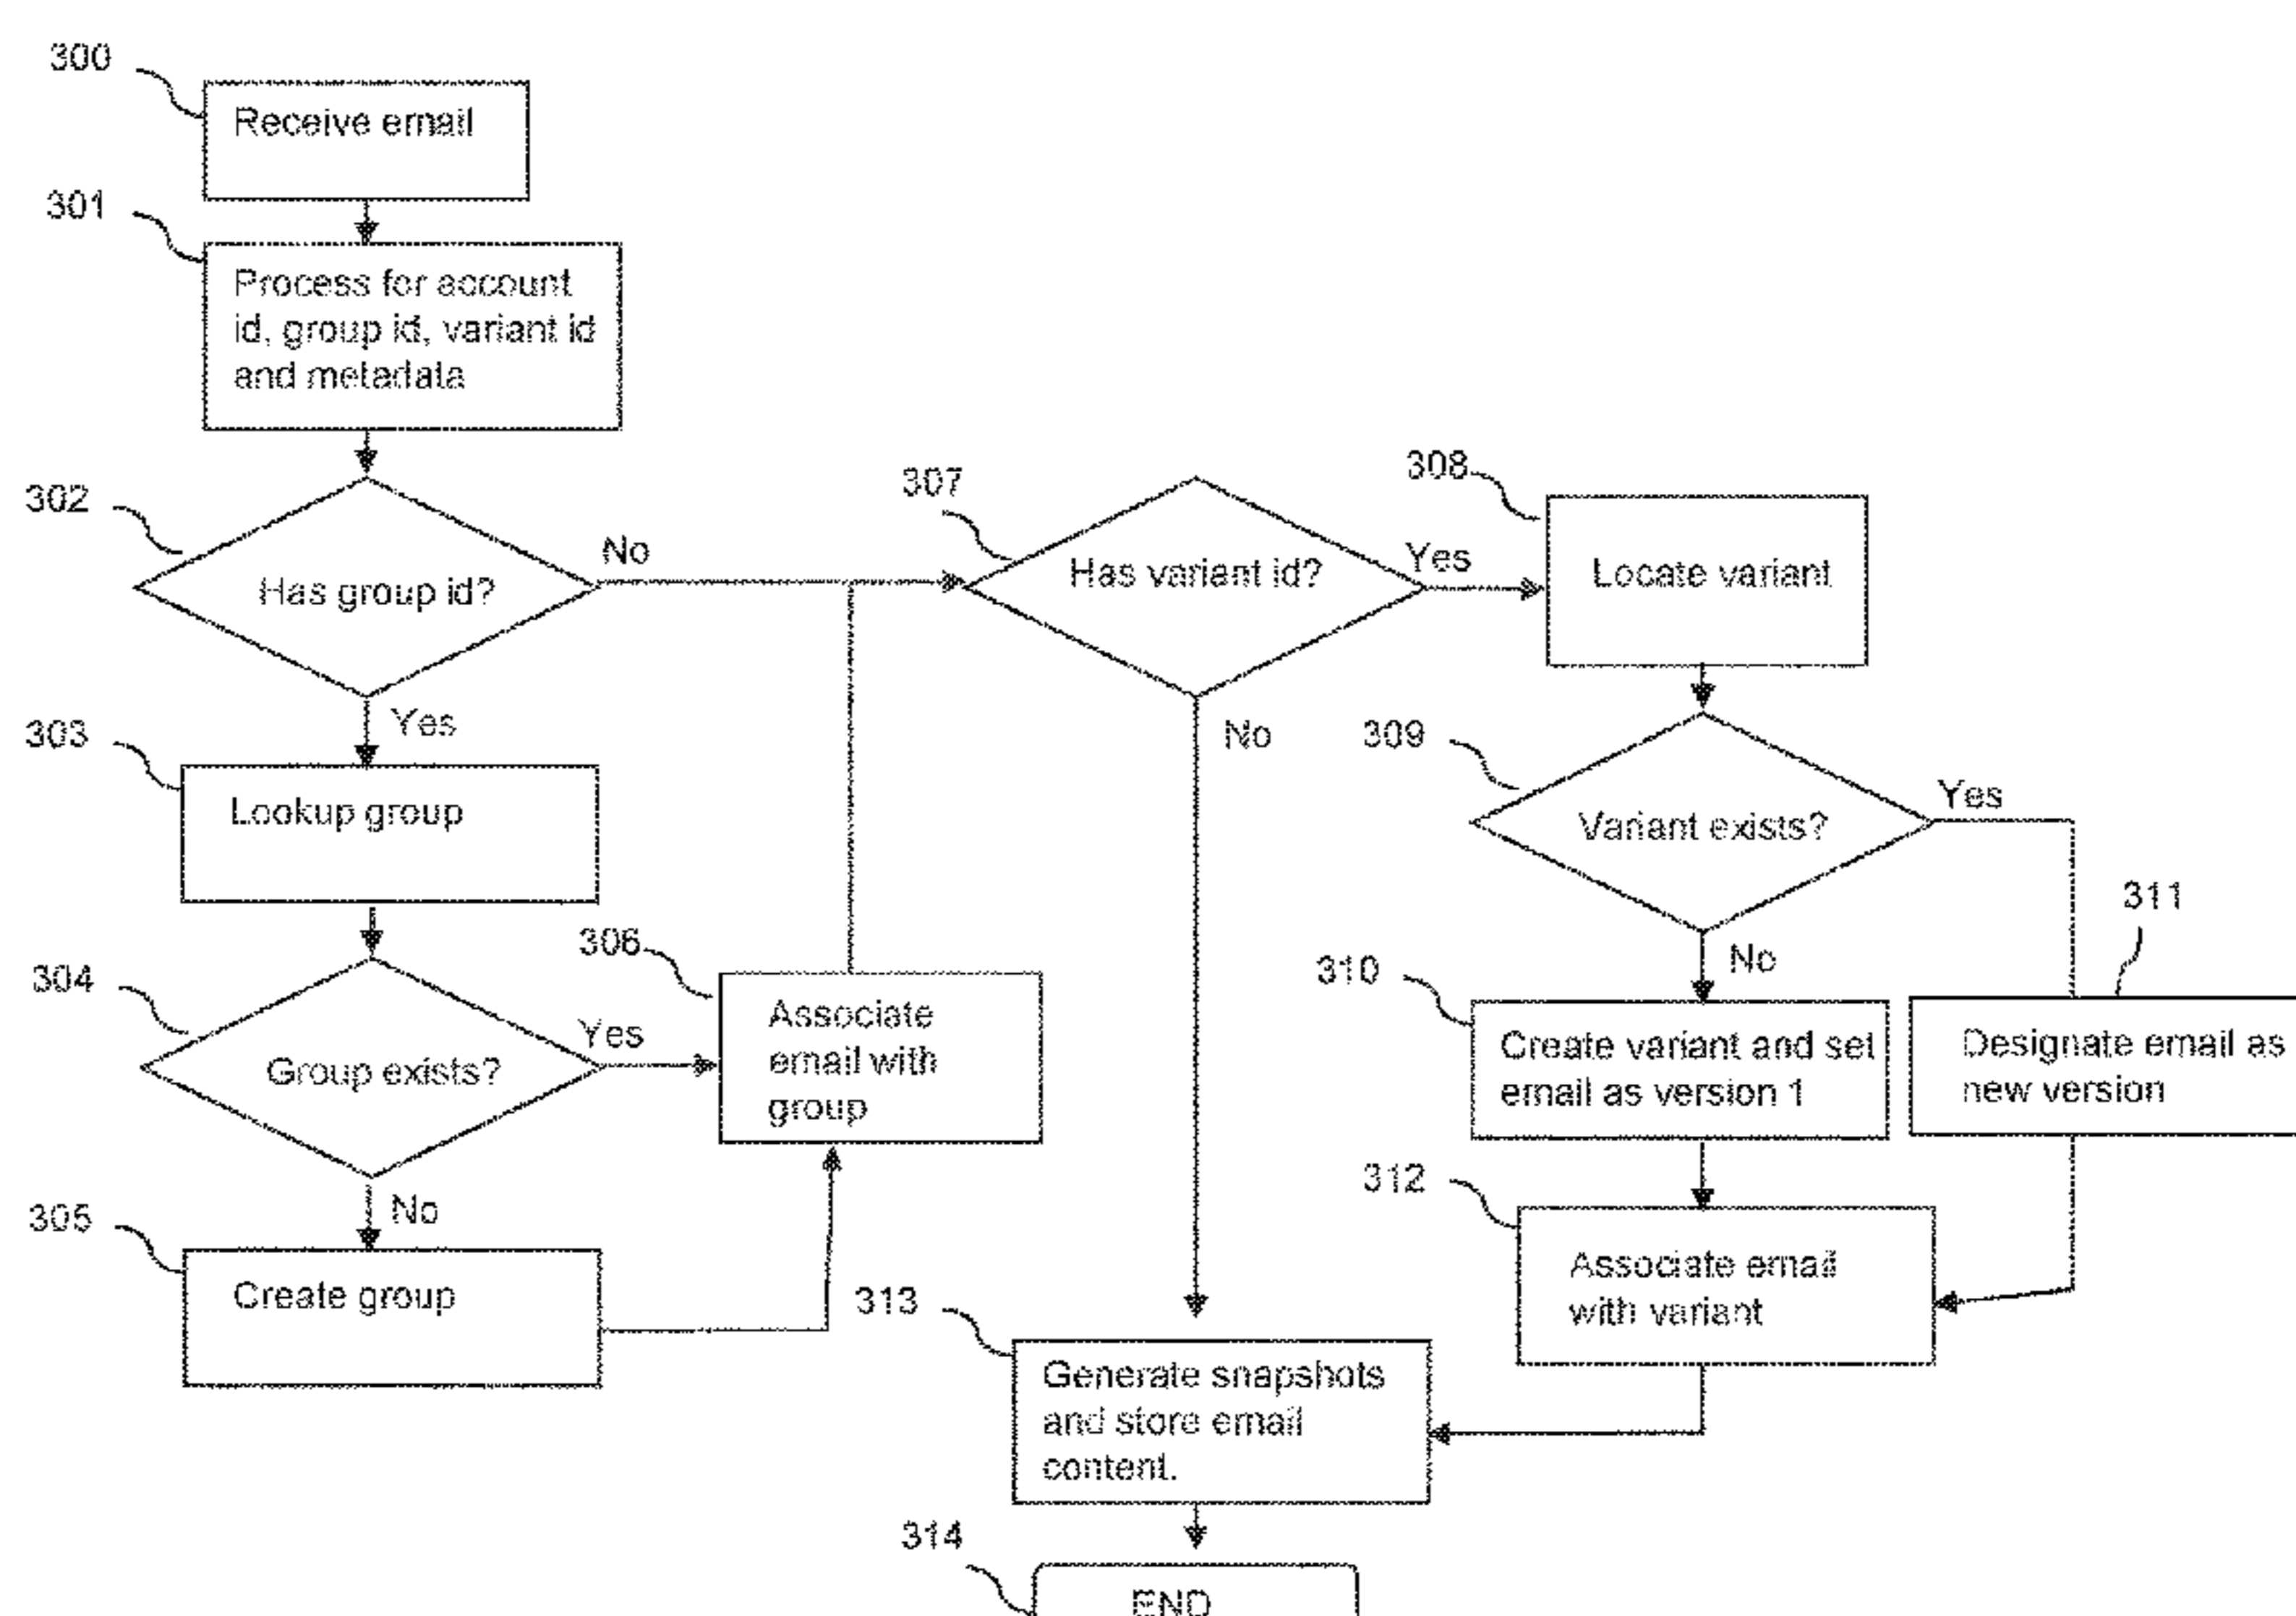 300
Receive email
301
Process for account
id, group id, variant id
and metadata
302
Has group id?
No
Yes
303
Lookup group
304
Group exists?
Yes
No
305
Create group
306
Associate
email with
group
307
Has variant id?
Yes
No
308
Locate variant
309
Variant exists?
Yes
No
310
Create variant and set
email as version 1
311
Designate email as
new version
312
Associate email
with variant
313
Generate snapshots
and store email
content.
314
END